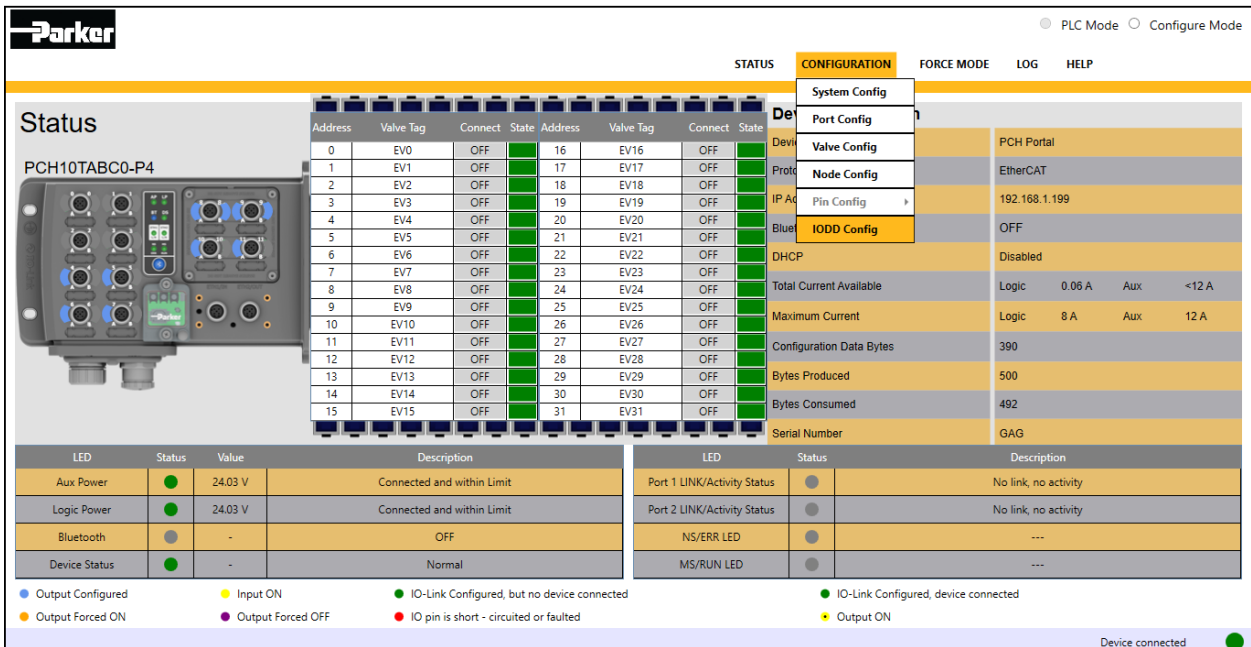 Parker
PLC Mode Configure Mode
STATUS CONFIGURATION FORCE MODE LOG HELP
System Config
Port Config
Valve Config
Node Config
Pin Config
IODD Config
Status
PCH10TABC0-P4
Address Valve Tag Connect State Address Valve Tag Connect State
0 EV0 OFF 16 EV16 OFF
1 EV1 OFF 17 EV17 OFF
2 EV2 OFF 18 EV18 OFF
3 EV3 OFF 19 EV19 OFF
4 EV4 OFF 20 EV20 OFF
5 EV5 OFF 21 EV21 OFF
6 EV6 OFF 22 EV22 OFF
7 EV7 OFF 23 EV23 OFF
8 EV8 OFF 24 EV24 OFF
9 EV9 OFF 25 EV25 OFF
10 EV10 OFF 26 EV26 OFF
11 EV11 OFF 27 EV27 OFF
12 EV12 OFF 28 EV28 OFF
13 EV13 OFF 29 EV29 OFF
14 EV14 OFF 30 EV30 OFF
15 EV15 OFF 31 EV31 OFF
PCH Portal
EtherCAT
192.168.1.199
OFF
DHCP Disabled
Total Current Available Logic 0.06 A Aux <12 A
Maximum Current Logic 8 A Aux 12 A
Configuration Data Bytes 390
Bytes Produced 500
Bytes Consumed 492
Serial Number GAG
LED Status Value Description
Aux Power 24.03 V Connected and within Limit
Logic Power 24.03 V Connected and within Limit
Bluetooth - OFF
Device Status - Normal
LED Status Description
Port 1 LINK/Activity Status No link, no activity
Port 2 LINK/Activity Status No link, no activity
NS/ERR LED ---
MS/RUN LED ---
Output Configured Input ON IO-Link Configured, but no device connected IO-Link Configured, device connected
Output Forced ON Output Forced OFF IO pin is short - circuited or faulted Output ON
Device connected